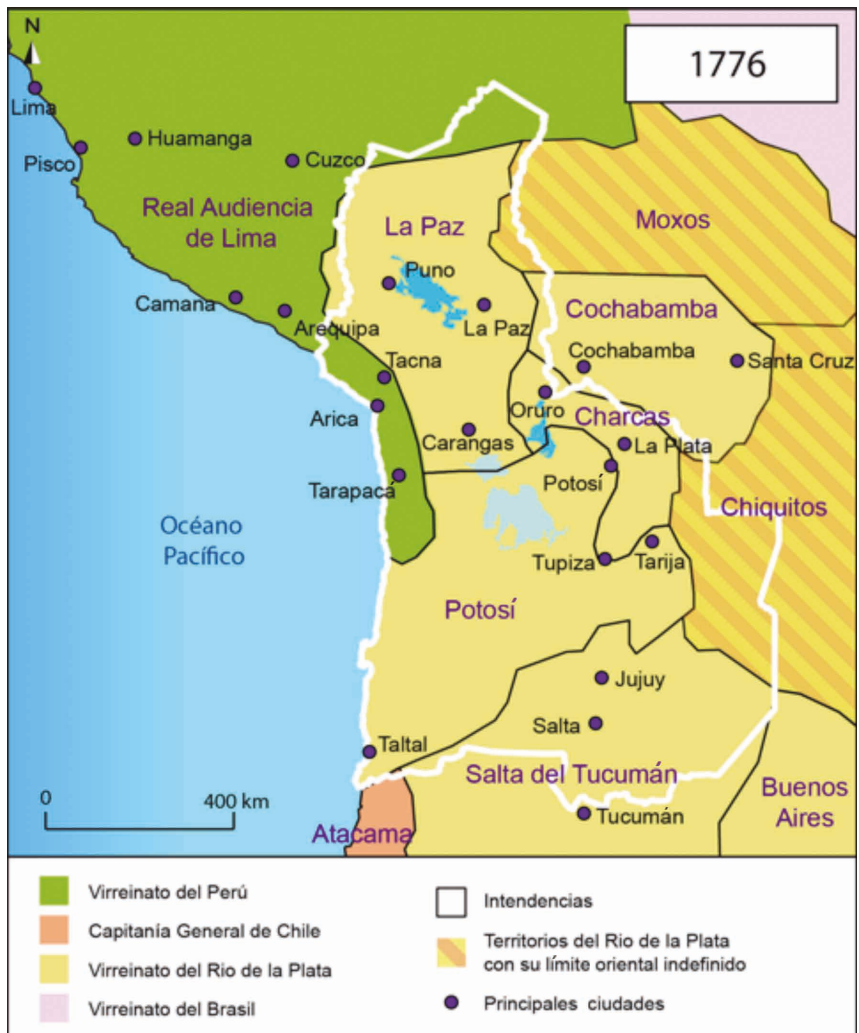 N
1776
Lima
Huamanga
Pisco
Cuzco
Real Audiencia
de Lima
La Paz
Moxos
Puno
Camana
La Paz
Cochabamba
Arequipa
Cochabamba
Santa Cruz
Tacna
Oruro
Arica
Charcas
Carangas
La Plata
Potosí
Tarapacá
Océano
Pacífico
Chiquitos
Tupiza
Tarija
Potosí
Jujuy
Salta
Taltal
Salta del Tucumán
Buenos
Aires
0
400 km
Tucumán
Atacama
Virreinato del Perú
Capitanía General de Chile
Virreinato del Rio de la Plata
Virreinato del Brasil
Intendencias
Territorios del Rio de la Plata
con su límite oriental indefinido
Principales ciudades